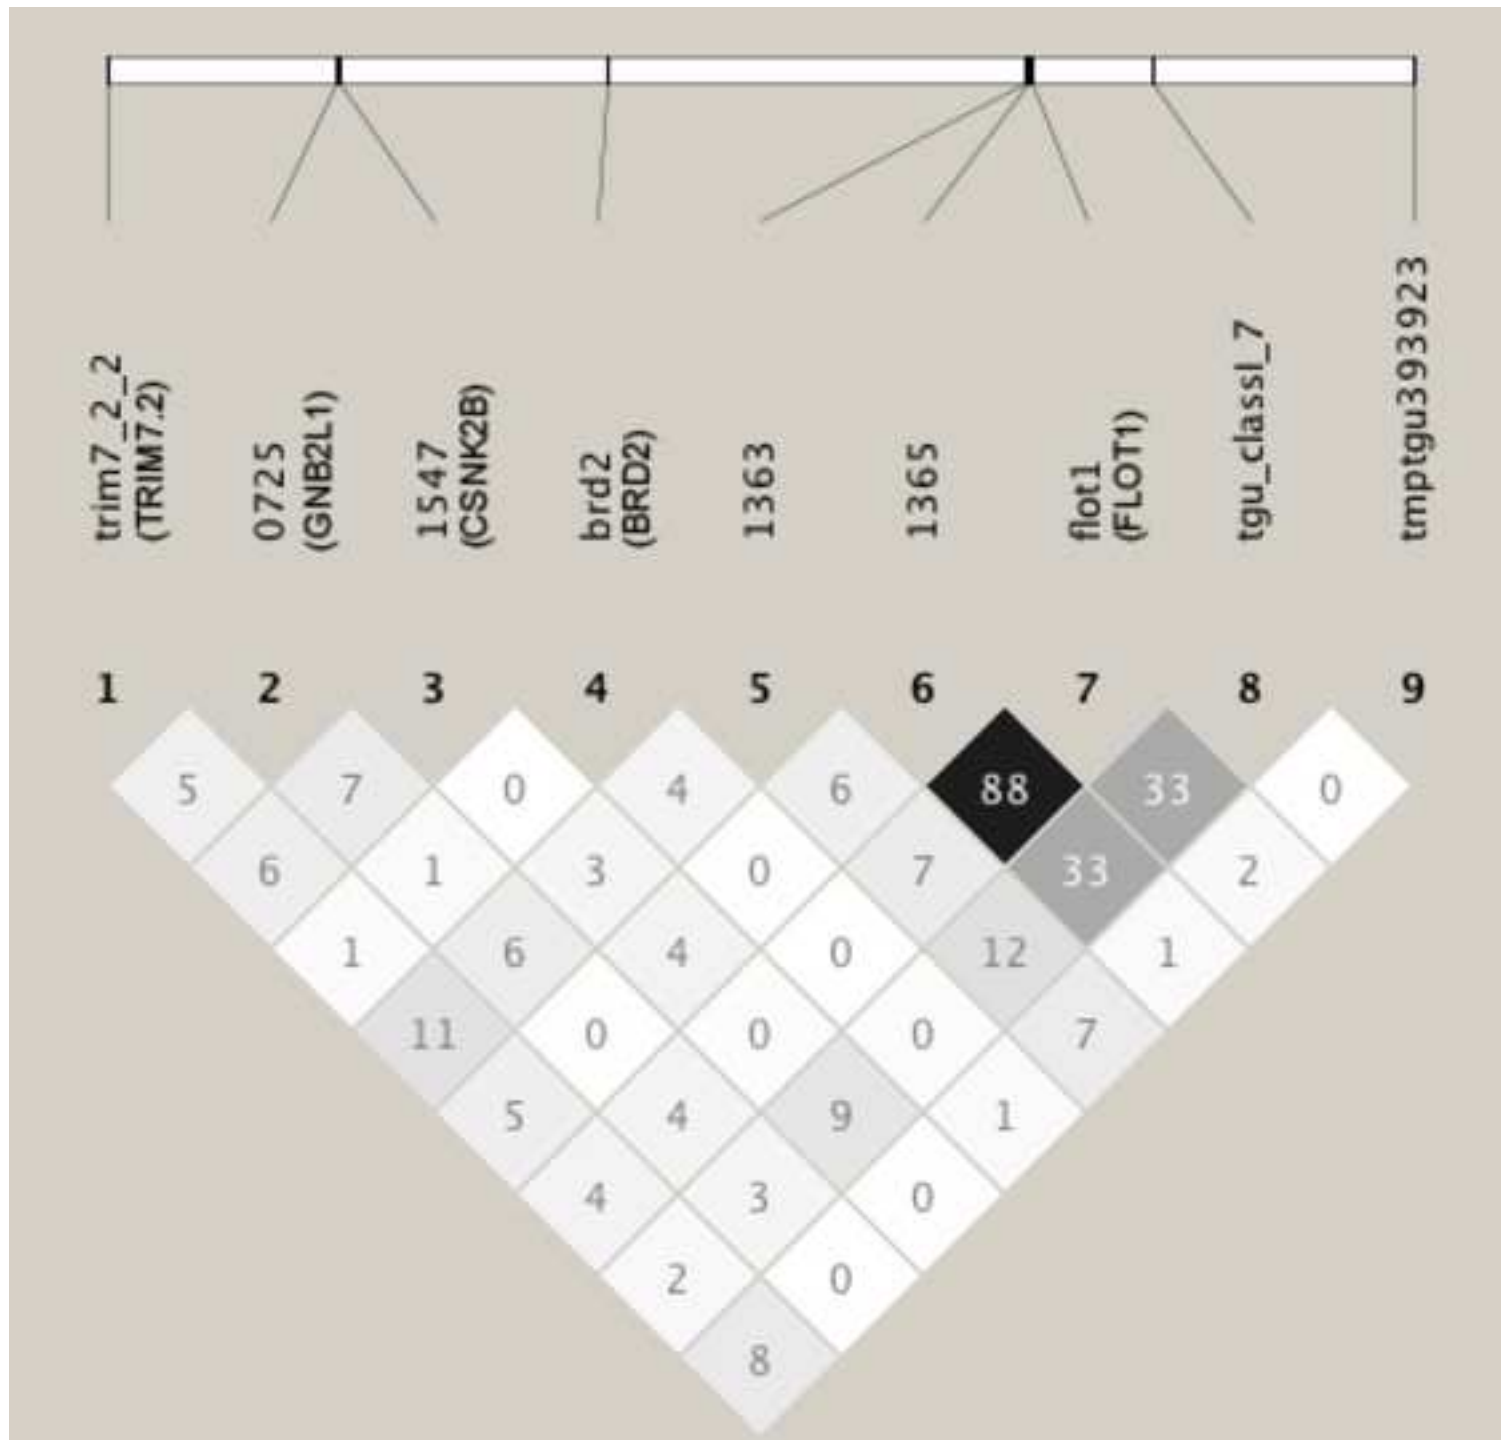 trim7_2_2
(TRIM7.2)
0725
(GNB2L1)
1547
(CSNK2B)
brd2
(BRD2)
1363
1365
flot1
(FLOT1)
tgu_classI_7
tmptgu393923
1 2 3 4 5 6 7 8 9
5 7 0 4 6 88 33 0
6 1 3 0 7 33 2
1 6 4 0 12 1
11 0 0 0 7
5 4 9 1
4 3 0
2 0
8